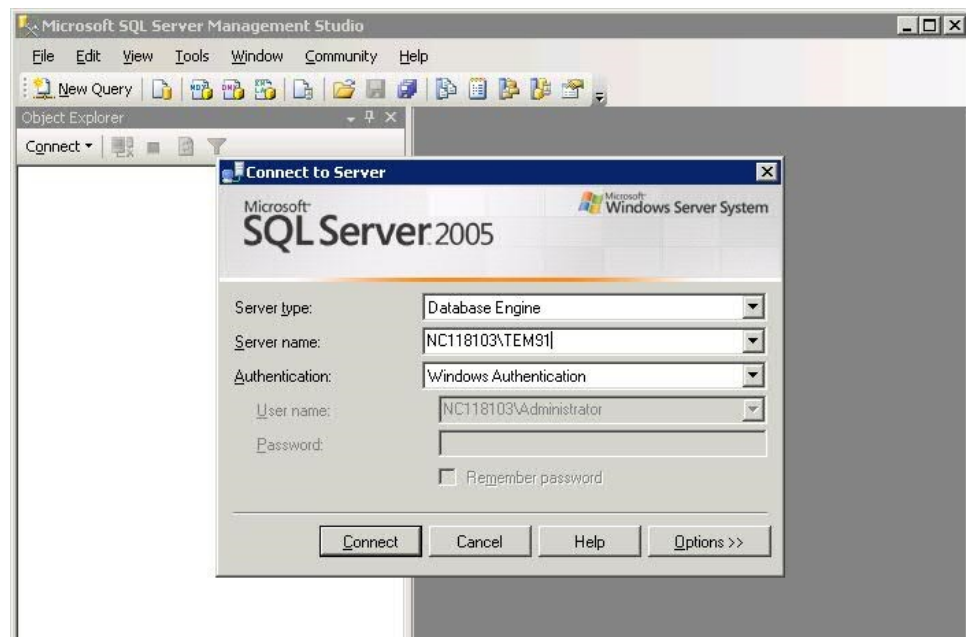 Microsoft SQL Server Management Studio
File Edit View Tools Window Community Help
New Query
Object Explorer
Connect
Connect to Server
Microsoft
SQL Server 2005
Microsoft
Windows Server System
Server type: Database Engine
Server name: NC118103\TEM91
Authentication: Windows Authentication
User name: NC118103\Administrator
Password:
Remember password
Connect Cancel Help Options >>